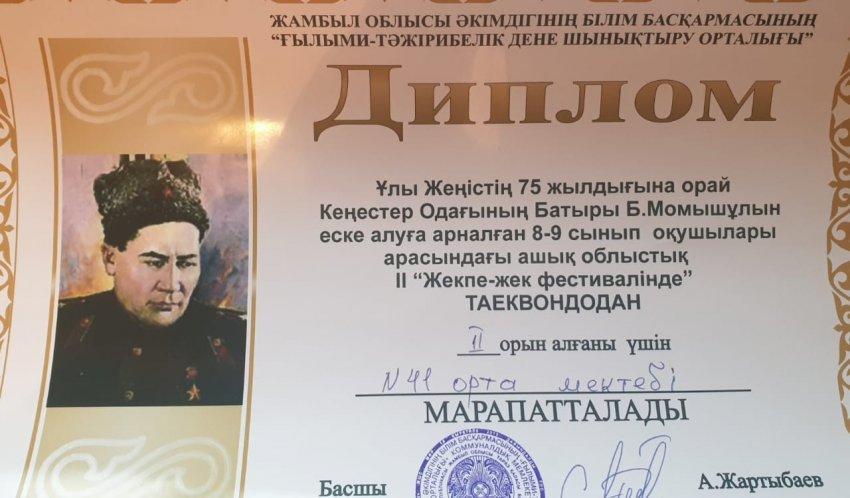 ЖАМБЫЛ ОБЛЫСЫ ӘКІМДІГІНІҢ БІЛІМ БАСҚАРМАСЫНЫҢ
“ҒЫЛЫМИ-ТӘЖІРИБЕЛІК ДЕНЕ ШЫНЫҚТЫРУ ОРТАЛЫҒЫ”
Диплом
Ұлы Жеңістің 75 жылдығына орай
Кеңестер Одағының Батыры Б.Момышұлын
еске алуға арналған 8-9 сынып оқушылары
арасындағы ашық облыстық
II “Жекпе-жек фестивалінде”
ТАЕКВОНДОДАН
II орын алғаны үшін
N41 орта мектебі
МАРАПАТТАЛАДЫ
Басшы А.Жартыбаев